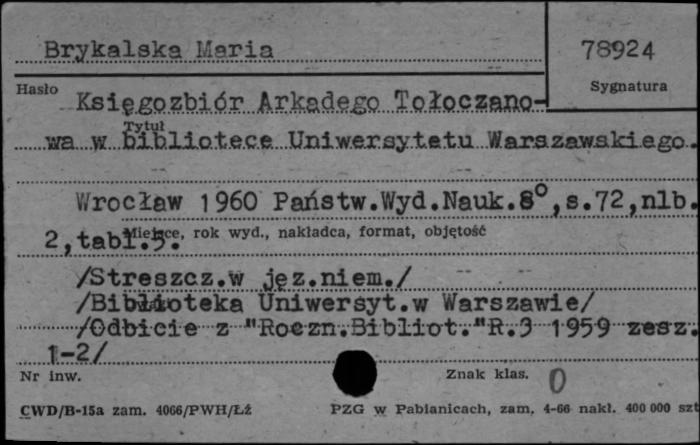 Brykalska Maria
78924
Hasło
Sygnatura
Księgozbiór Arkadego Tołoczano-
Tytuł
wa w bibliotece Uniwersytetu Warszawskiego.
Wrocław 1960 Państw.Wyd.Nauk.8°,s.72,nlb.
Miejsce, rok wyd., nakładca, format, objętość
2,tabl.5.
/Streszcz.w jęz.niem./
/Biblioteka Uniwersyt.w Warszawie/
/Odbicie z "Roczn.Bibliot."R.3 1959 zesz.
1-2/
Nr inw.
Znak klas. 0
CWD/B-15a zam. 4066/PWH/Łź
PZG w Pabianicach, zam. 4-66 nakł. 400 000 szt